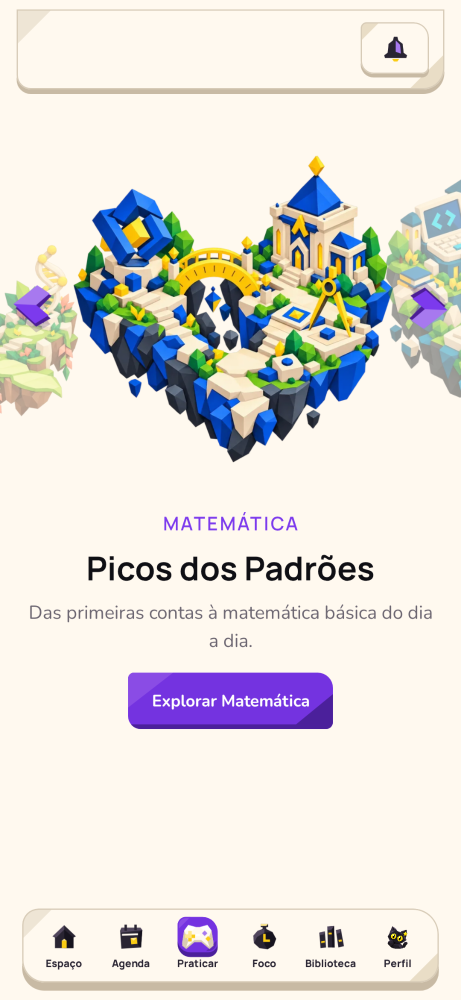 MATEMÁTICA
Picos dos Padrões
Das primeiras contas à matemática básica do dia
a dia.
Explorar Matemática
Espaço
Agenda
Praticar
Foco
Biblioteca
Perfil